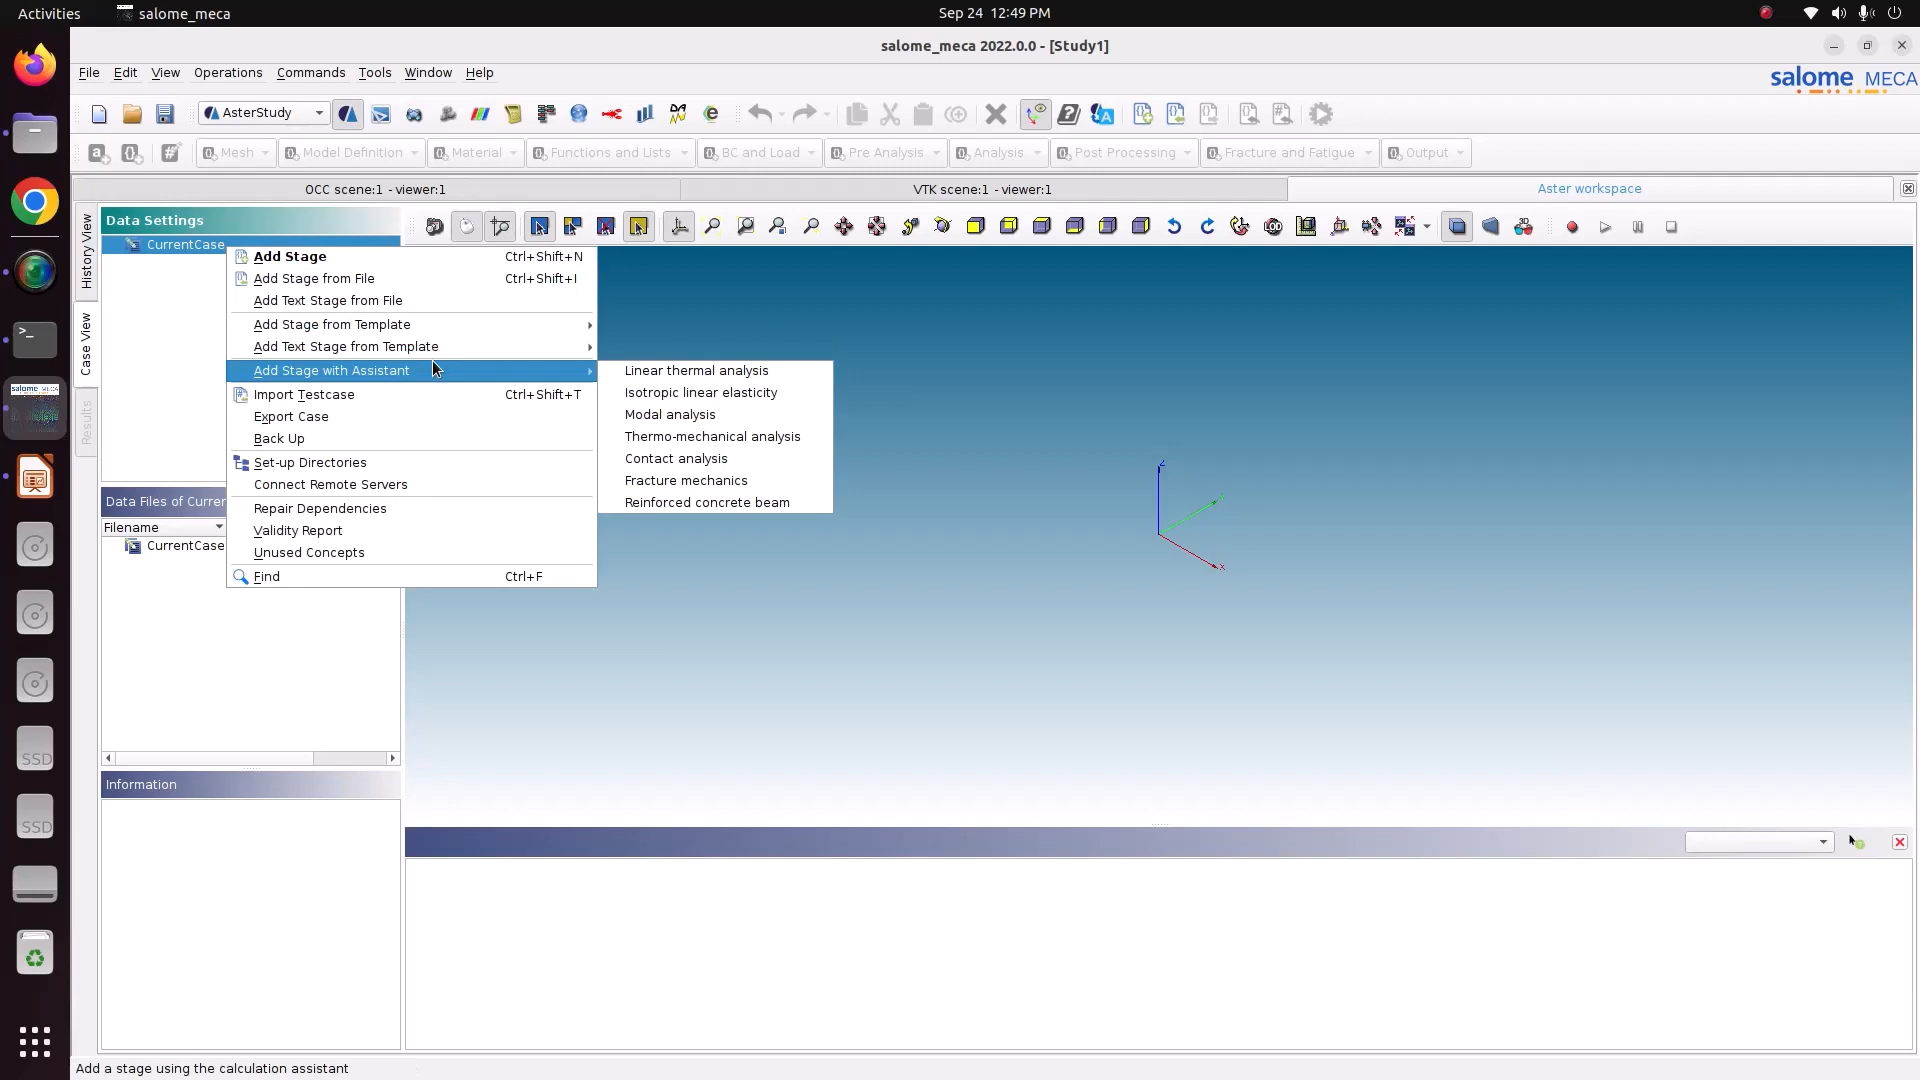 Activities
salome_meca
Sep 24 12:49 PM
salome_meca 2022.0.0 - [Study1]
File Edit View Operations Commands Tools Window Help
salome MECA
AsterStudy
Mesh Model Definition Material Functions and Lists BC and Load Pre Analysis Analysis Post Processing Fracture and Fatigue Output
OCC scene:1 - viewer:1
VTK scene:1 - viewer:1
Aster workspace
History View
Case View
Results
Data Settings
CurrentCase
Add Stage Ctrl+Shift+N
Add Stage from File Ctrl+Shift+I
Add Text Stage from File
Add Stage from Template
Add Text Stage from Template
Add Stage with Assistant
Import Testcase Ctrl+Shift+T
Export Case
Back Up
Set-up Directories
Connect Remote Servers
Repair Dependencies
Validity Report
Unused Concepts
Find Ctrl+F
Linear thermal analysis
Isotropic linear elasticity
Modal analysis
Thermo-mechanical analysis
Contact analysis
Fracture mechanics
Reinforced concrete beam
Data Files of Curren
Filename
CurrentCase
Z
X
Information
SSD
SSD
Add a stage using the calculation assistant